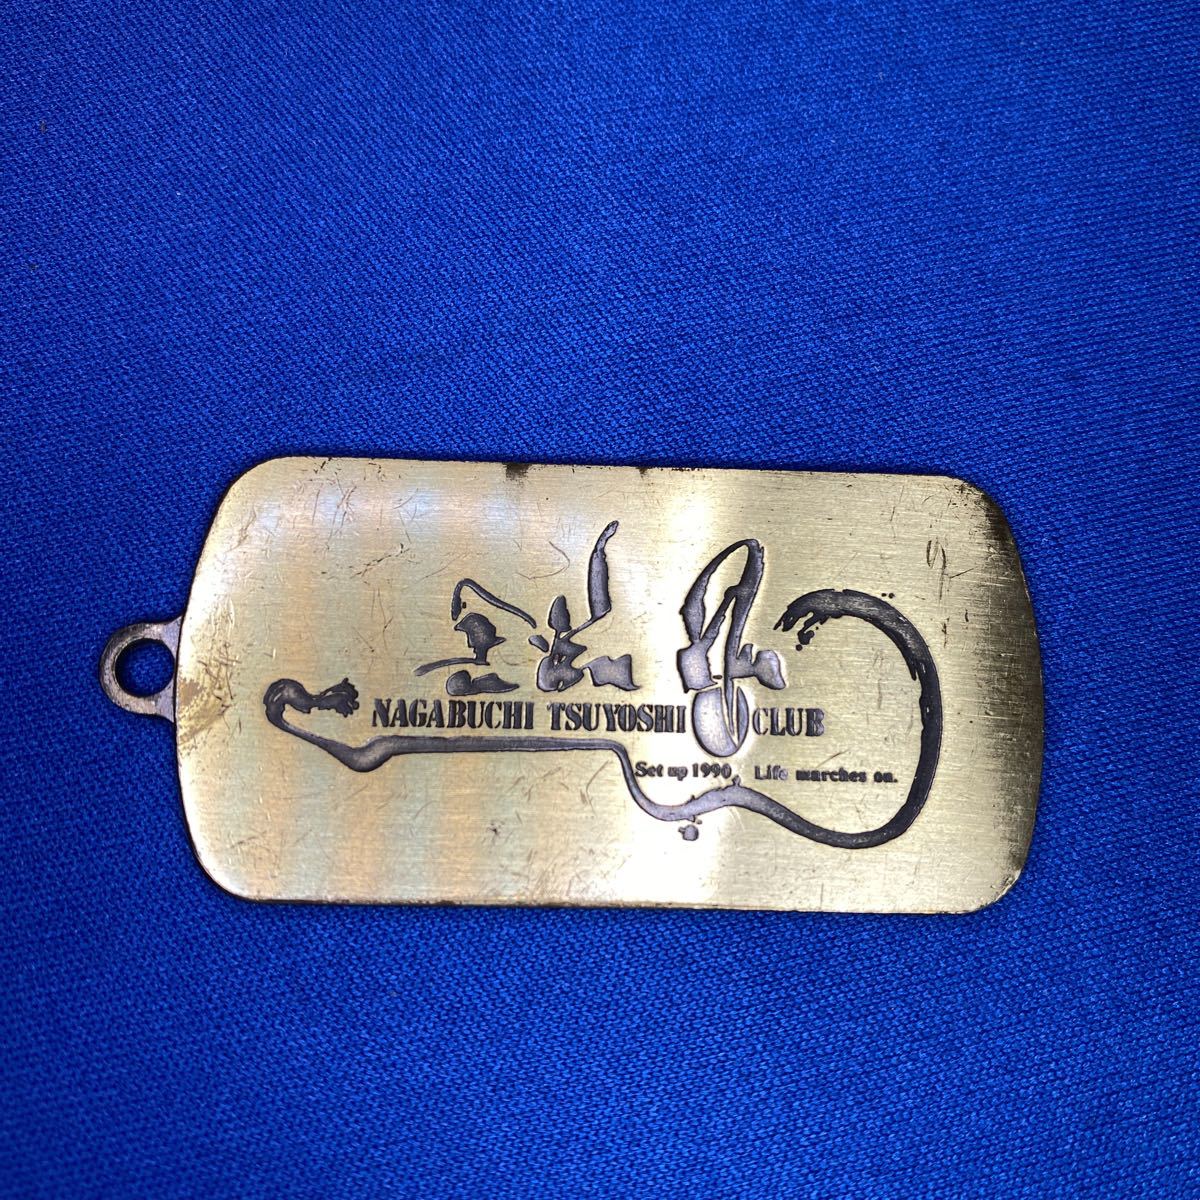 NAGABUCHI TSUYOSHI CLUB
Set up 1990, Life marches on.